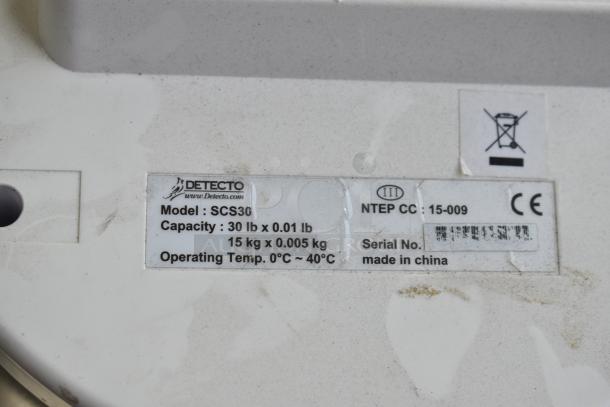 DETECTO
www.Detecto.com
Model : SCS30
Capacity : 30 lb x 0.01 lb
15 kg x 0.005 kg
Operating Temp. 0°C ~ 40°C
III
NTEP CC : 15-009
CE
Serial No.
made in china